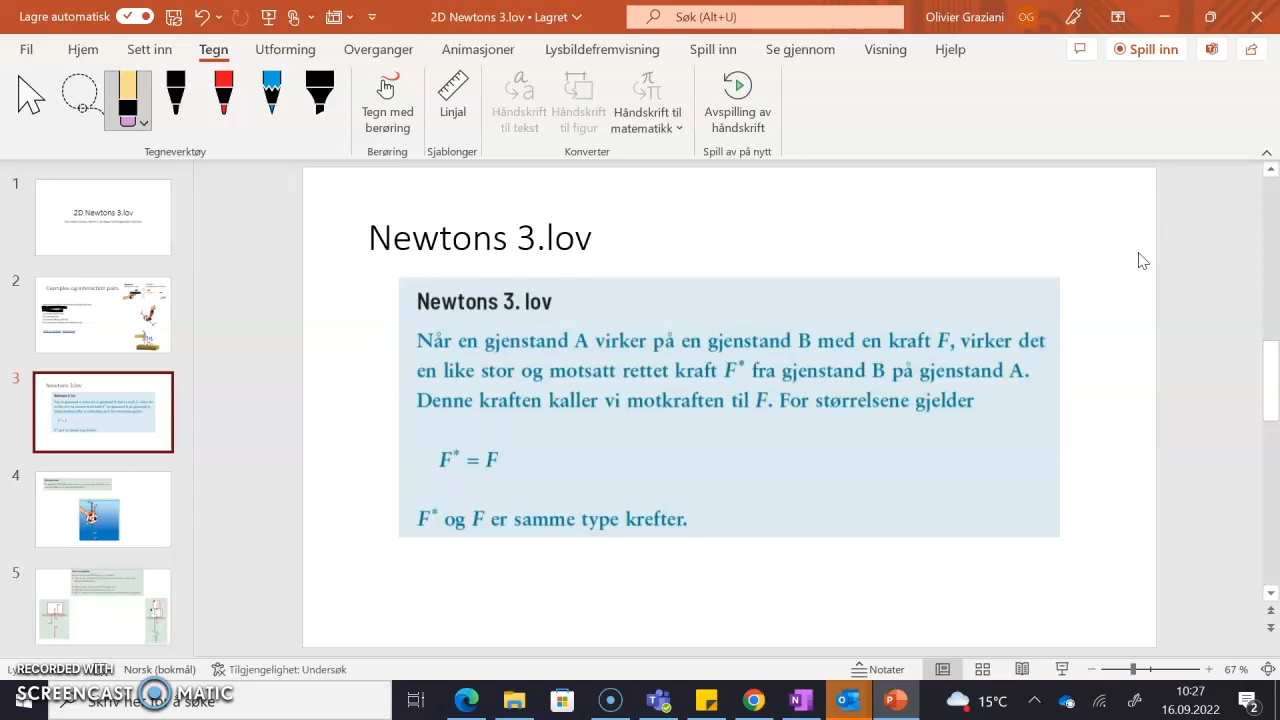 Lagre automatisk
2D Newtons 3.lov • Lagret
Søk (Alt+U)
Olivier Graziani
OG
Fil
Hjem
Sett inn
Tegn
Utforming
Overganger
Animasjoner
Lysbildefremvisning
Spill inn
Se gjennom
Visning
Hjelp
Spill inn
Tegn med
berøring
Linjal
Håndskrift
til tekst
Håndskrift
til figur
Håndskrift til
matematikk
Avspilling av
håndskrift
Tegneverktøy
Berøring
Sjablonger
Konverter
Spill av på nytt
1
2D Newtons 3.lov
2
Examples og interaction pairs
3
Newtons 3.lov
4
5
Newtons 3.lov
Newtons 3. lov
Når en gjenstand A virker på en gjenstand B med en kraft F, virker det
en like stor og motsatt rettet kraft F* fra gjenstand B på gjenstand A.
Denne kraften kaller vi motkraften til F. For størrelsene gjelder
F* = F
F* og F er samme type krefter.
RECORDED WITH
SCREENCAST MATIC
Norsk (bokmål)
Tilgjengelighet: Undersøk
Notater
67 %
15°C
10:27
16.09.2022
2